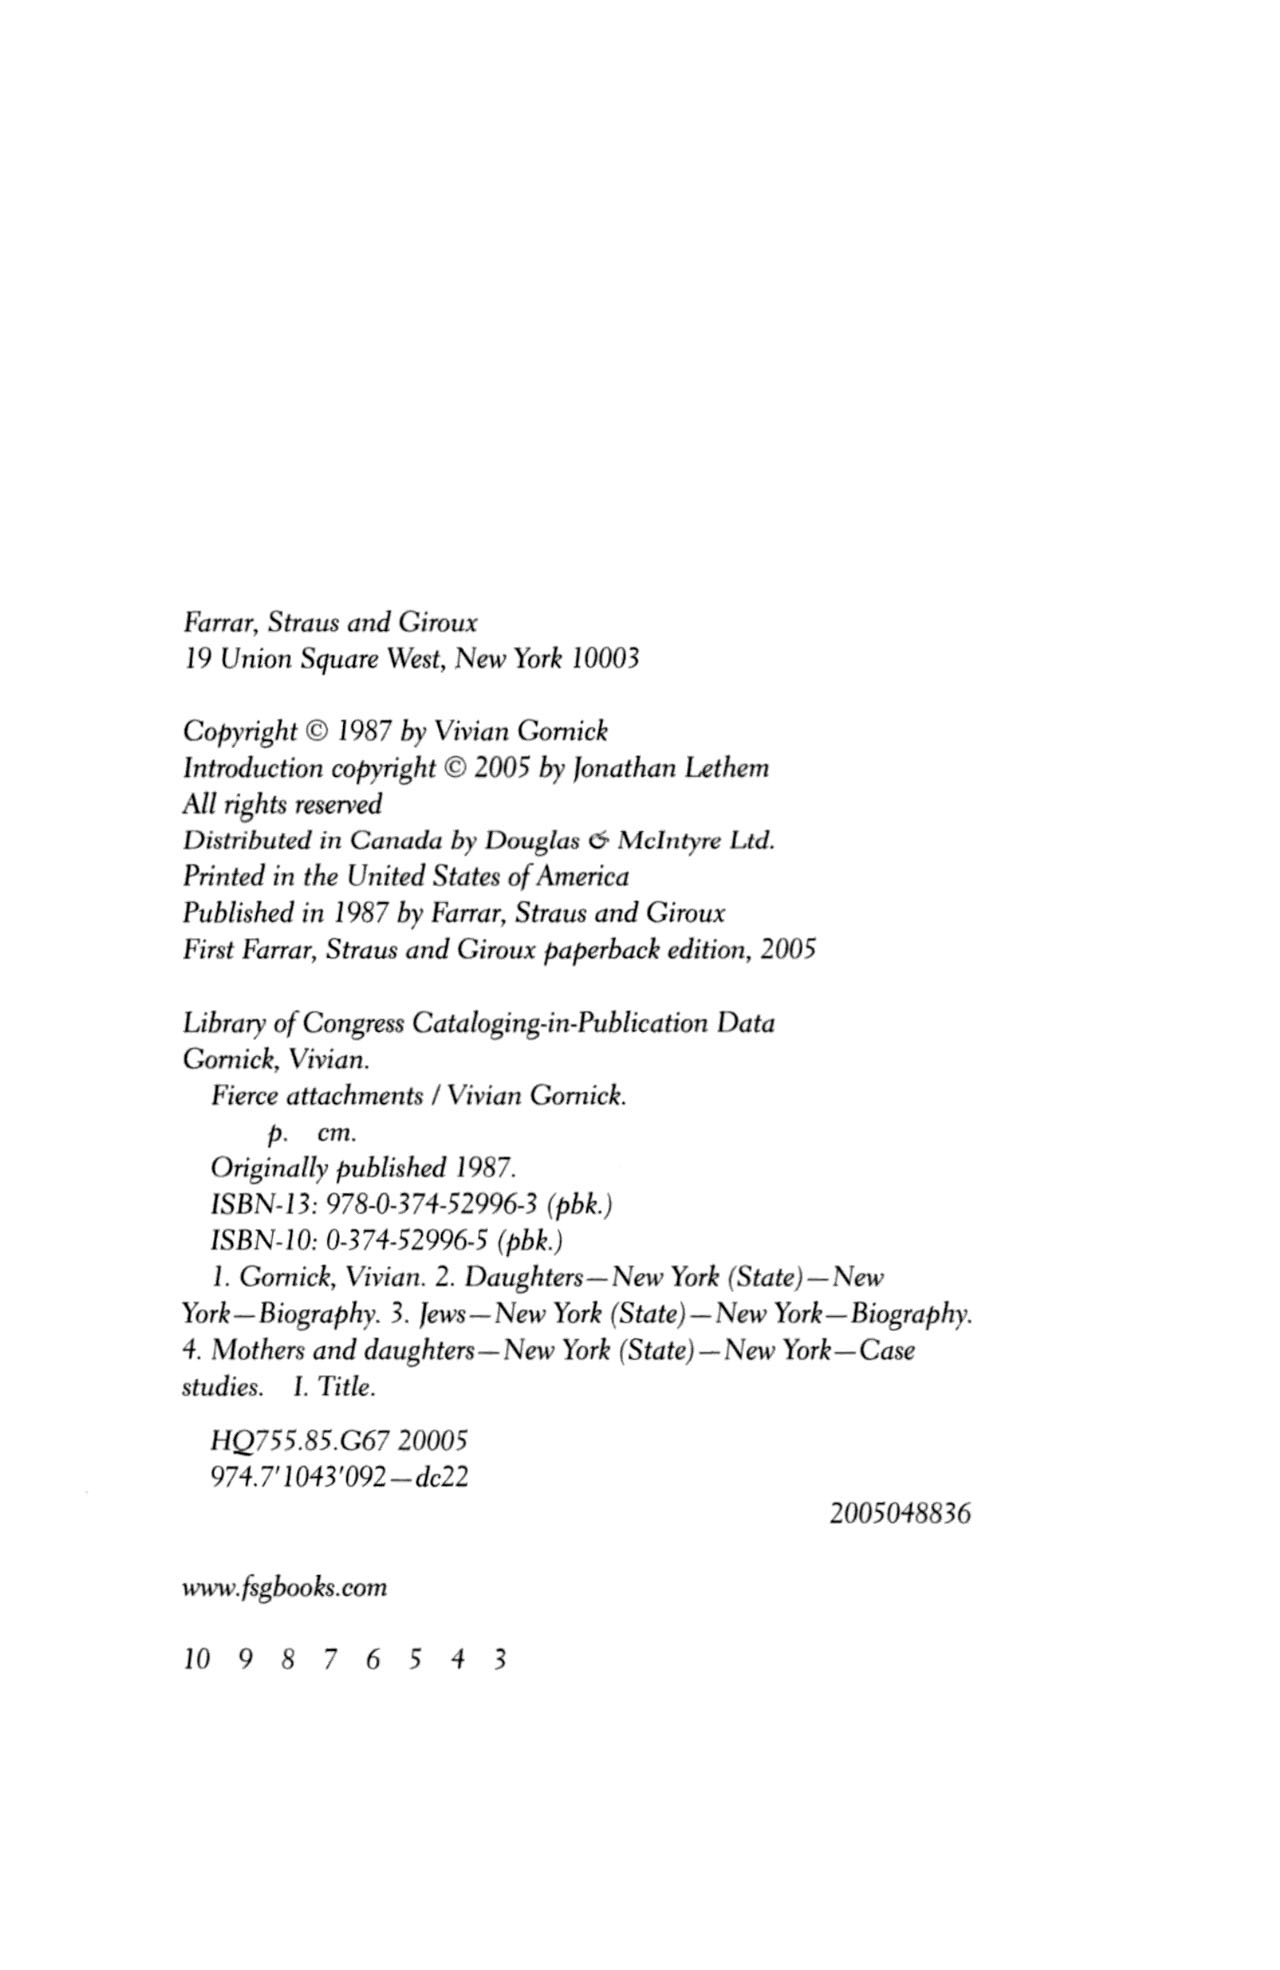 Farrar, Straus and Giroux
19 Union Square West, New York 10003
Copyright © 1987 by Vivian Gornick
Introduction copyright © 2005 by Jonathan Lethem
All rights reserved
Distributed in Canada by Douglas & McIntyre Ltd.
Printed in the United States of America
Published in 1987 by Farrar, Straus and Giroux
First Farrar, Straus and Giroux paperback edition, 2005
Library of Congress Cataloging-in-Publication Data
Gornick, Vivian.
Fierce attachments / Vivian Gornick.
p. cm.
Originally published 1987.
ISBN-13: 978-0-374-52996-3 (pbk.)
ISBN-10: 0-374-52996-5 (pbk.)
1. Gornick, Vivian. 2. Daughters—New York (State)—New
York—Biography. 3. Jews—New York (State)—New York—Biography.
4. Mothers and daughters—New York (State)—New York—Case
studies. I. Title.
HQ755.85.G67 20005
974.7'1043'092—dc22
2005048836
www.fsgbooks.com
10 9 8 7 6 5 4 3